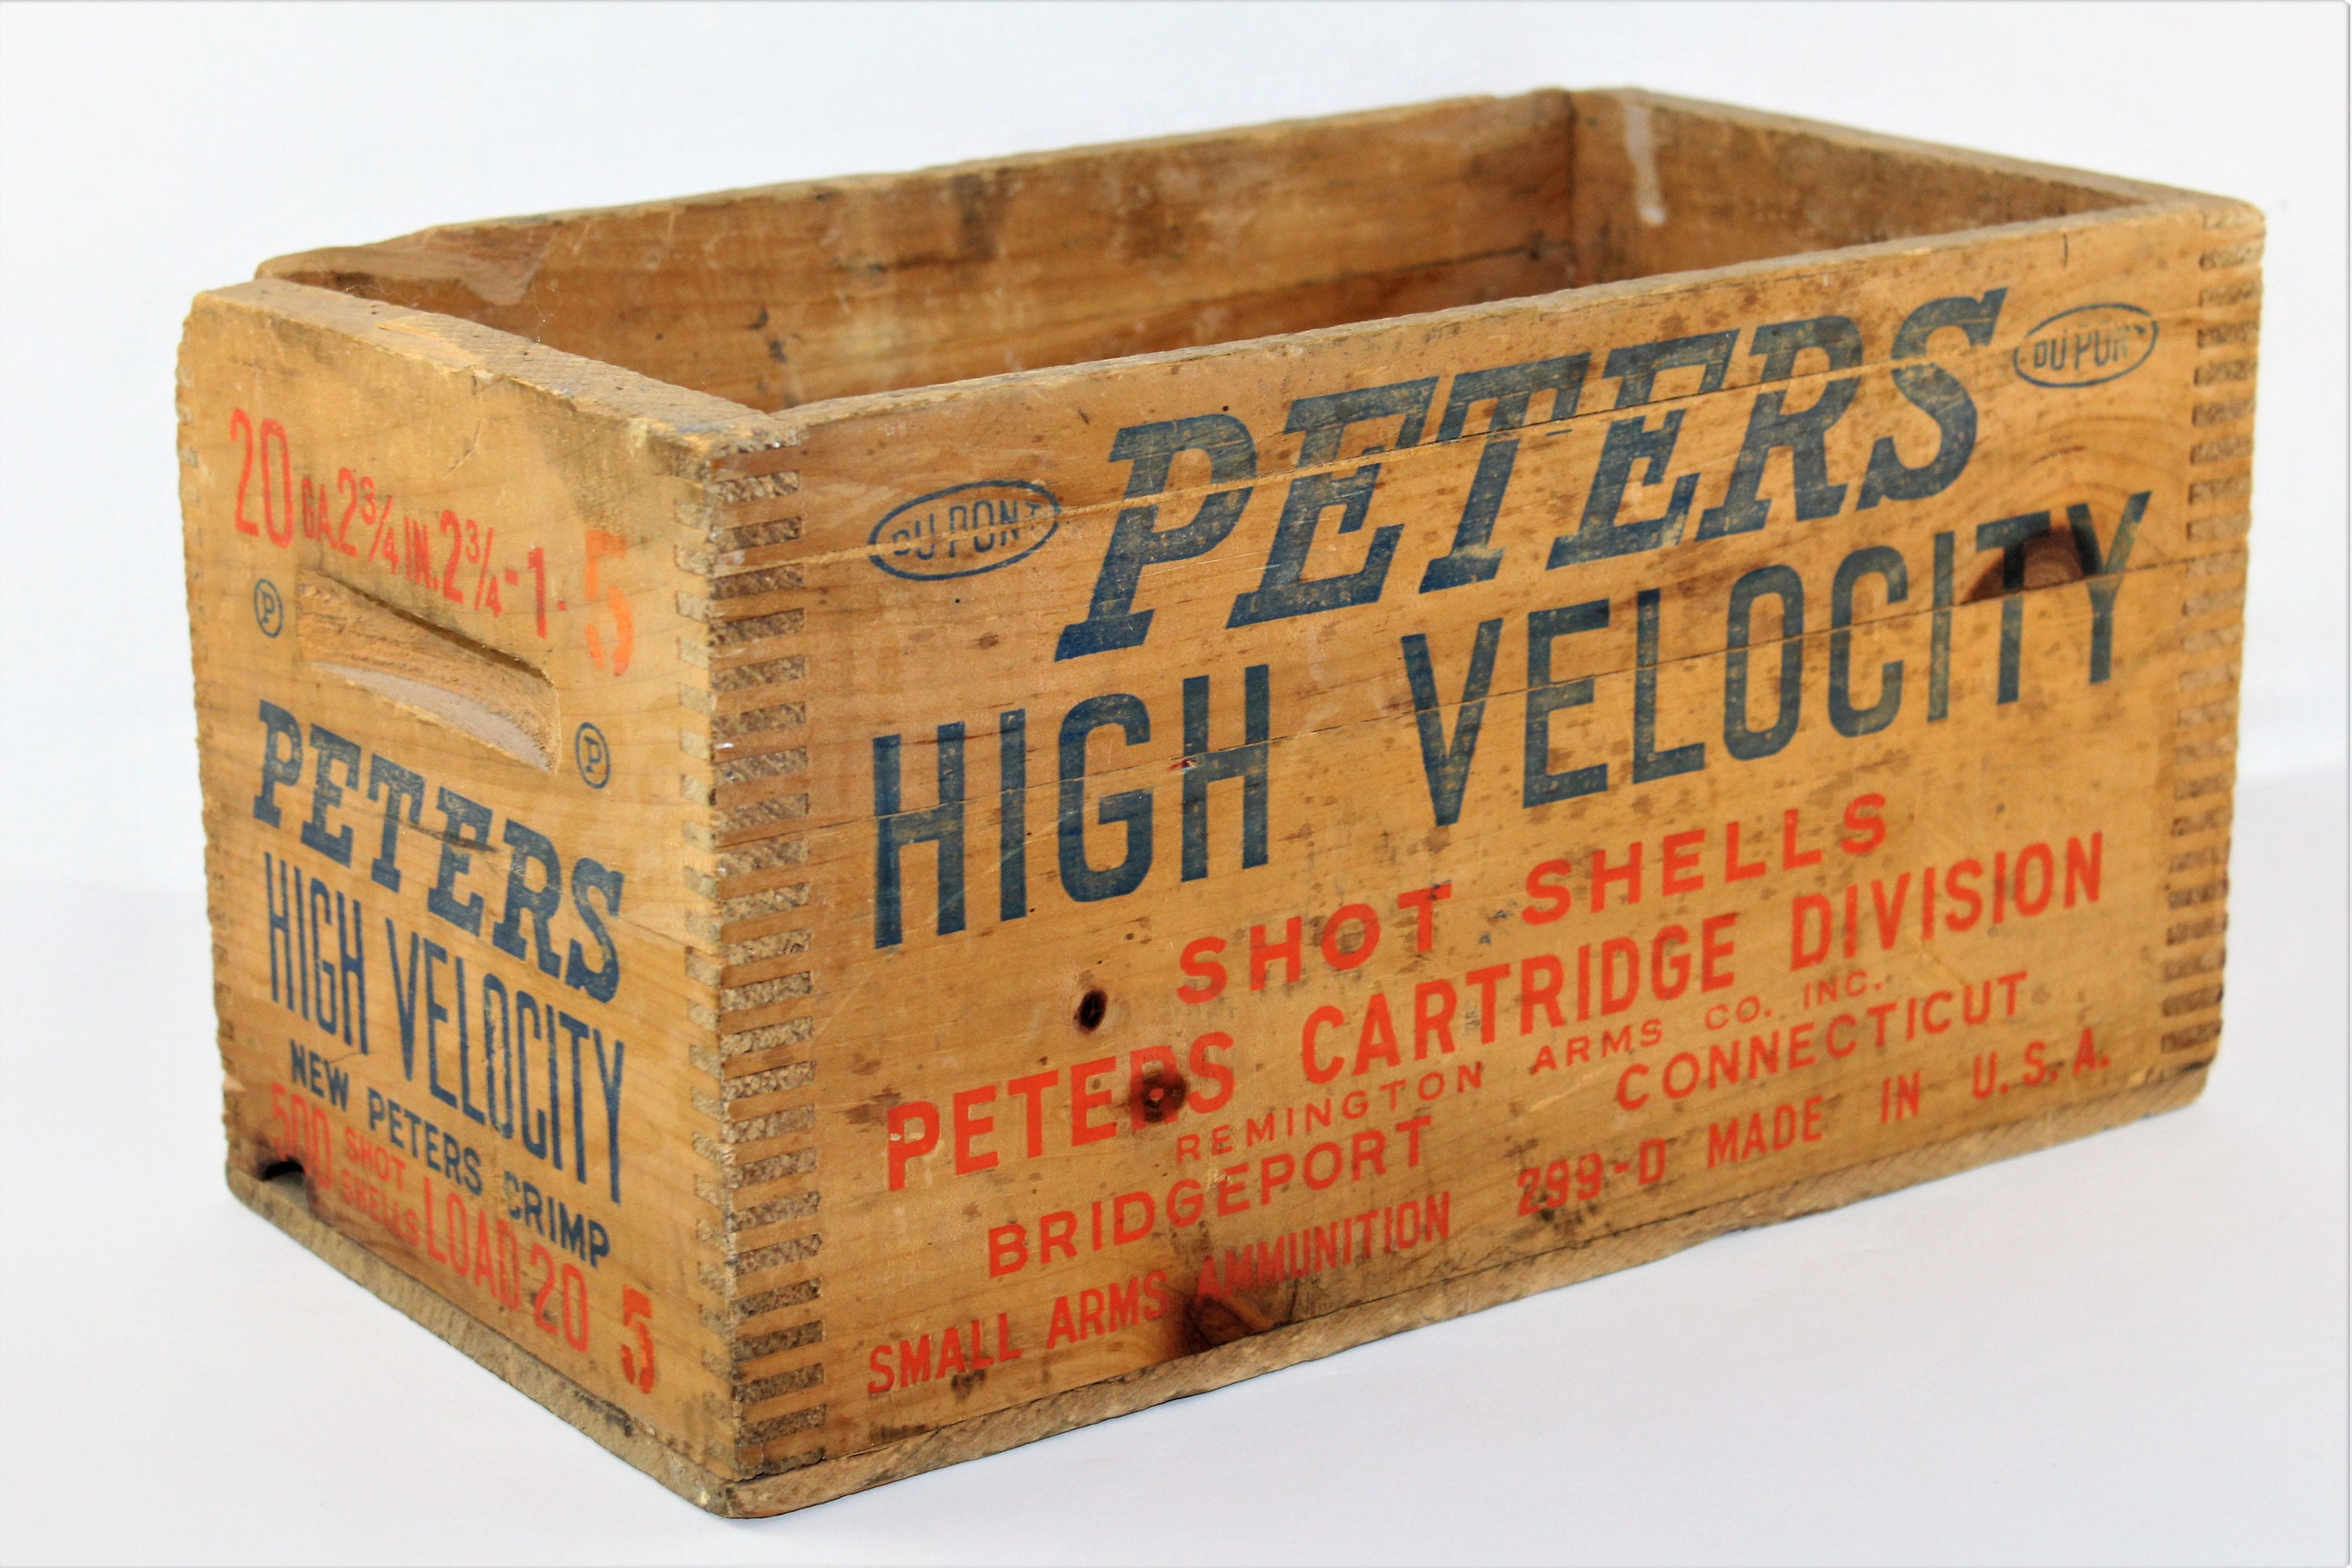 20 GA. 2¾ IN. 2¾-1-5
P
P
PETERS
HIGH VELOCITY
NEW PETERS CRIMP
500 SHOT SHELLS LOAD 20 5
DU PONT PETERS DU PONT
HIGH VELOCITY
SHOT SHELLS
PETERS CARTRIDGE DIVISION
REMINGTON ARMS CO. INC.
BRIDGEPORT CONNECTICUT
SMALL ARMS AMMUNITION 299-D MADE IN U.S.A.